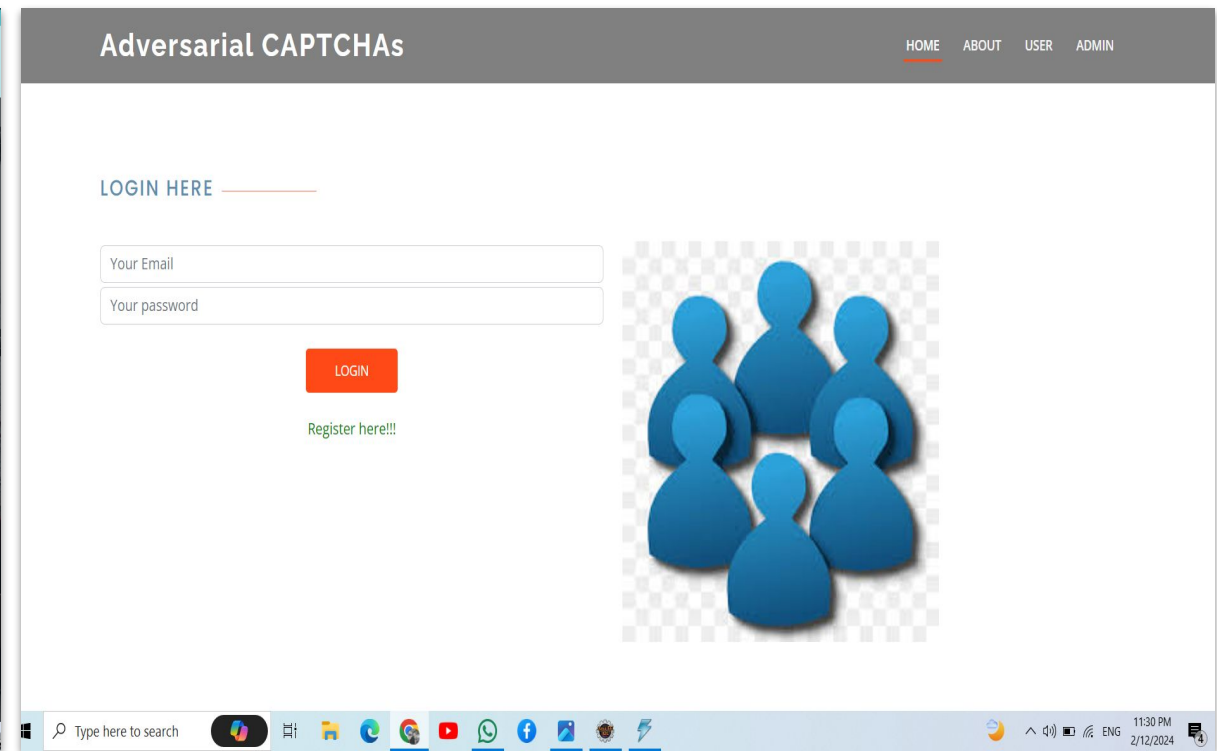 Adversarial CAPTCHAs
HOME ABOUT USER ADMIN
LOGIN HERE
Your Email
Your password
LOGIN
Register here!!!
Type here to search
ENG
11:30 PM
2/12/2024
4